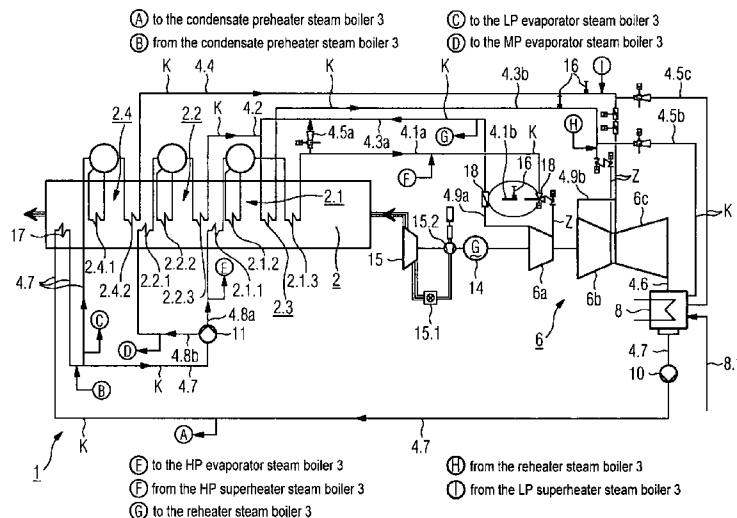 A to the condensate preheater steam boiler 3
B from the condensate preheater steam boiler 3
C to the LP evaporator steam boiler 3
D to the MP evaporator steam boiler 3
K 4.4 K 16 I 4.5c
K 4.2 K 4.3b
2.4 2.2 4.5a 4.3a G H 4.5b
4.1a K
F 18 4.1b 16 18 Z
2.1 4.9a Z 4.9b 6c K
17 15.2
2.4.1 2.2.2 2.1.2 2 15 14 6a 6b 4.6
2.4.2 2.2.1 2.2.3 2.1.1 2.3 2.1.3
4.7 E 15.1 6 8
C 4.8a
D 4.8b 11 4.7
4.7 10 8.
B K
K 4.7
1 A
E to the HP evaporator steam boiler 3
F from the HP superheater steam boiler 3
G to the reheater steam boiler 3
H from the reheater steam boiler 3
I from the LP superheater steam boiler 3